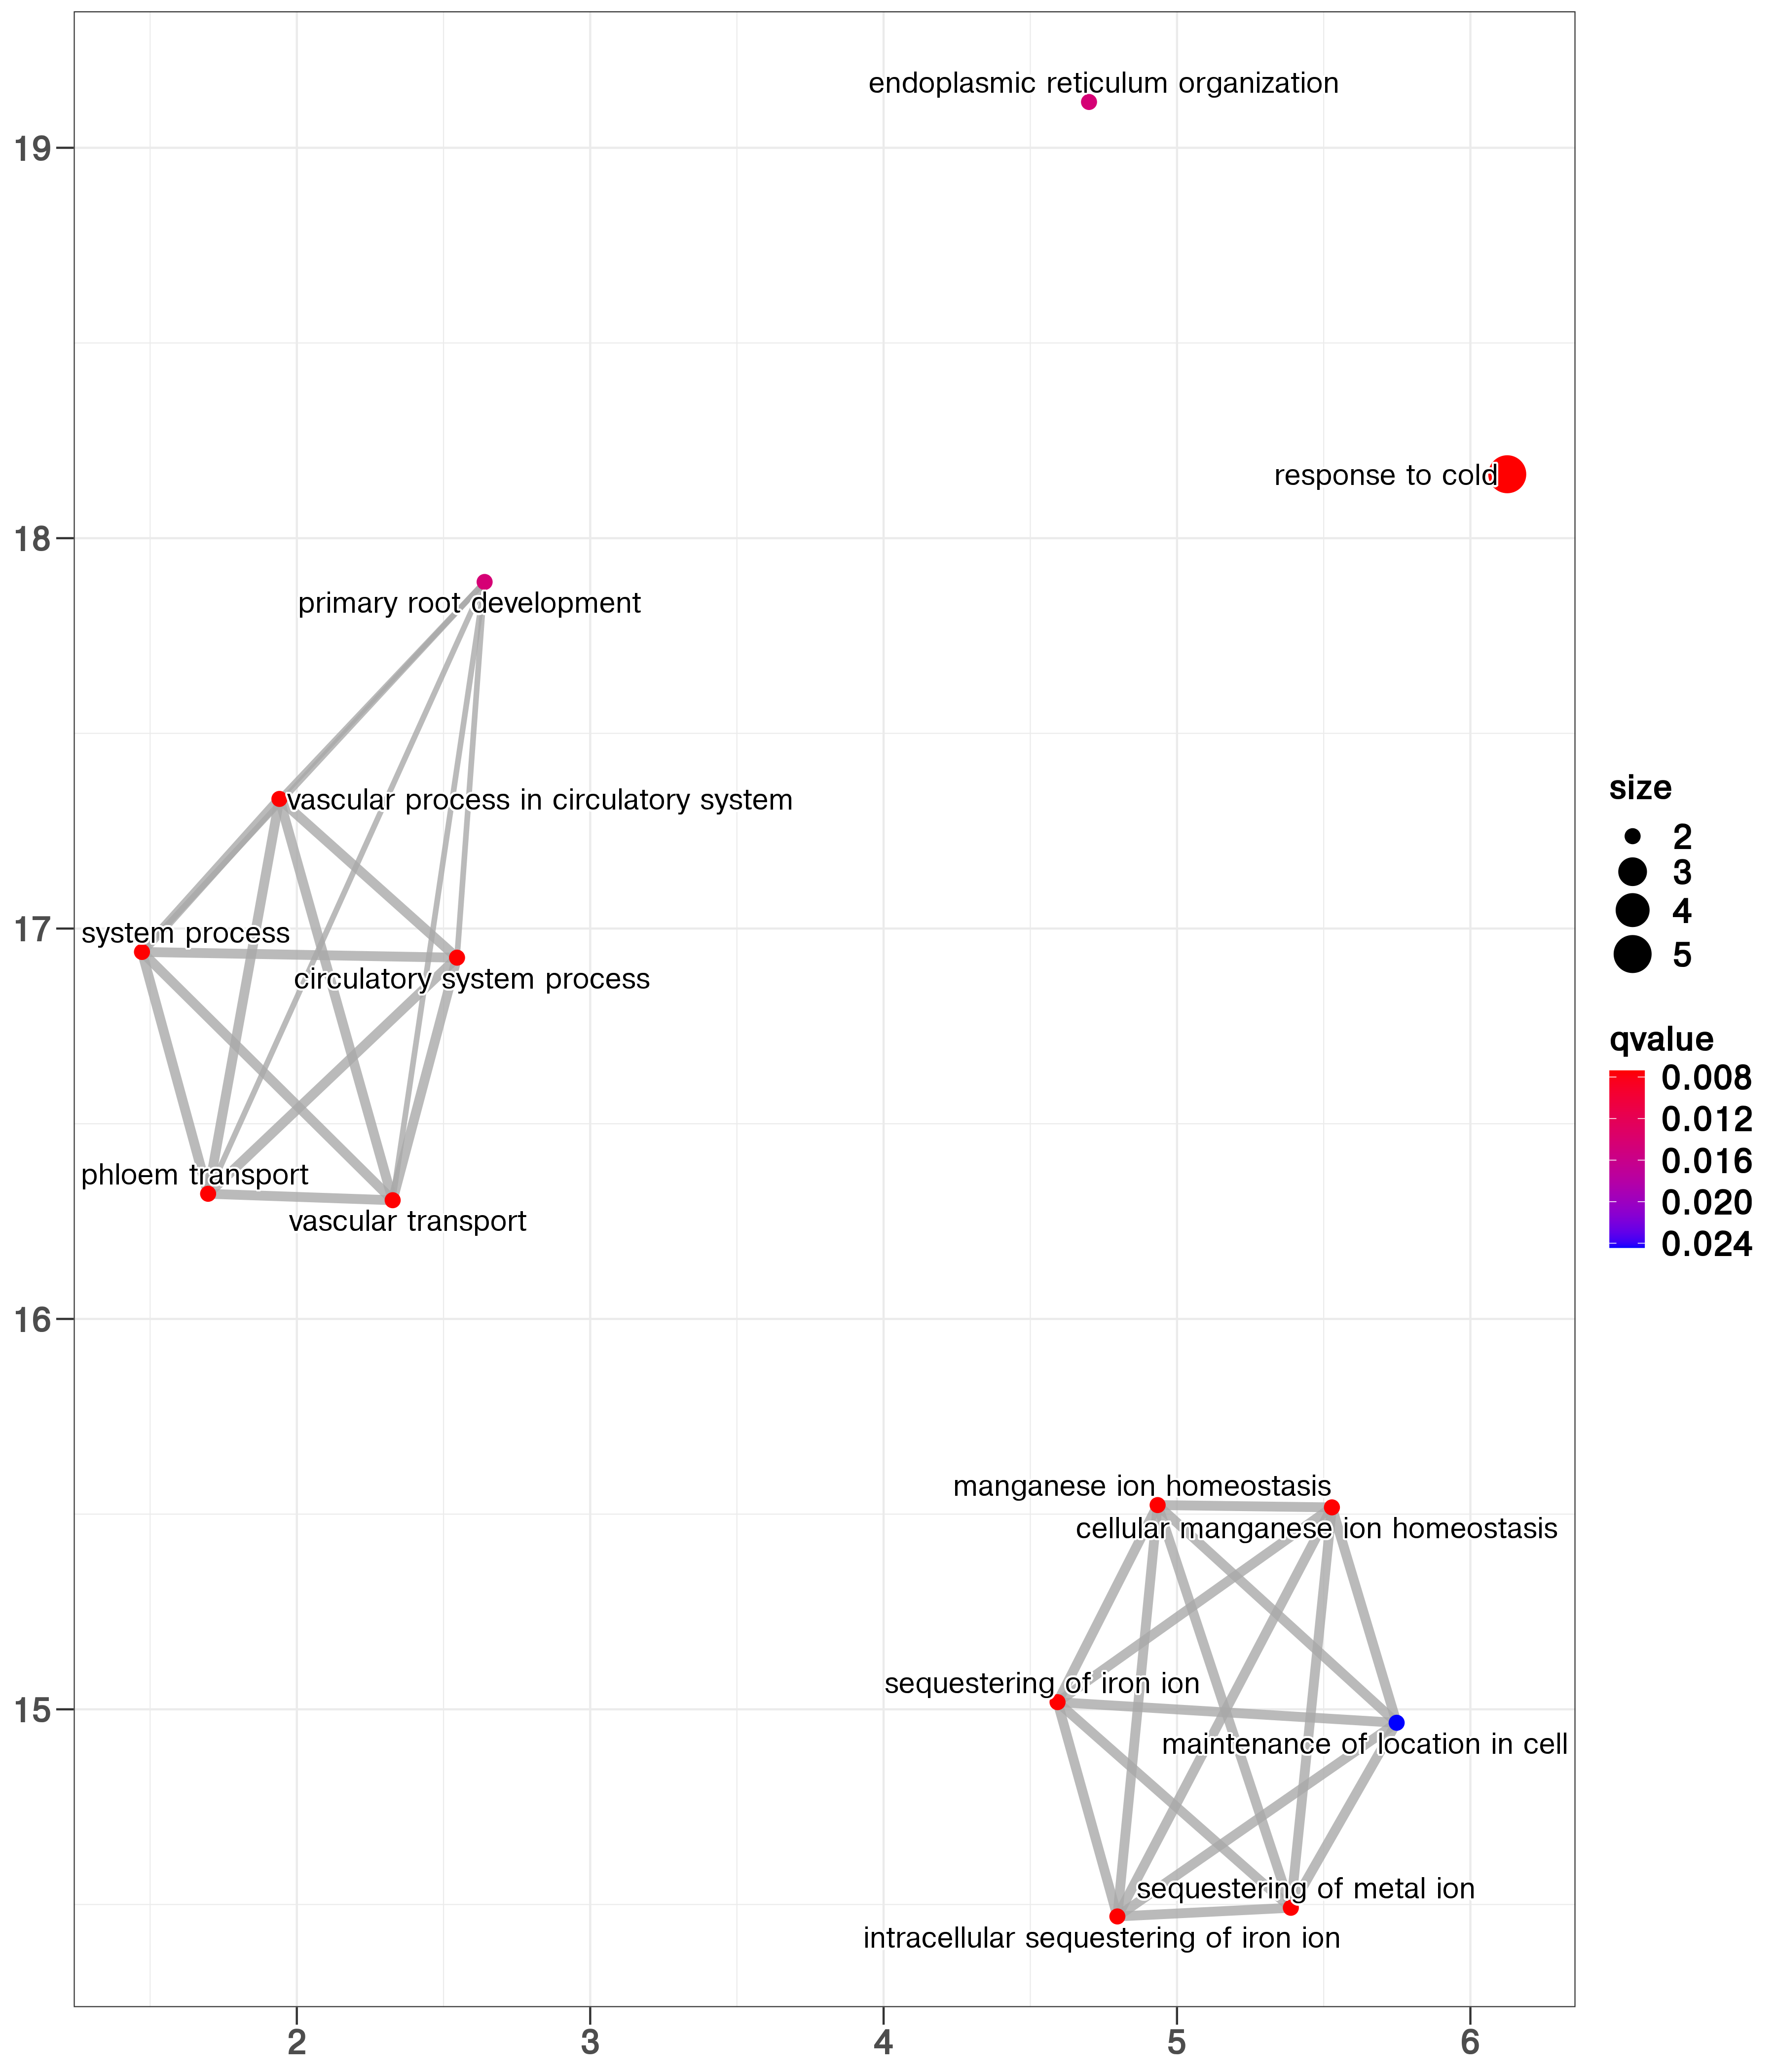 endoplasmic reticulum organization
19
response to cold
18
primary root development
vascular process in circulatory system
size
2
3
4
5
system process
17
circulatory system process
qvalue
0.008
0.012
0.016
0.020
0.024
phloem transport
vascular transport
16
manganese ion homeostasis
cellular manganese ion homeostasis
sequestering of iron ion
15
maintenance of location in cell
sequestering of metal ion
intracellular sequestering of iron ion
2
3
4
5
6